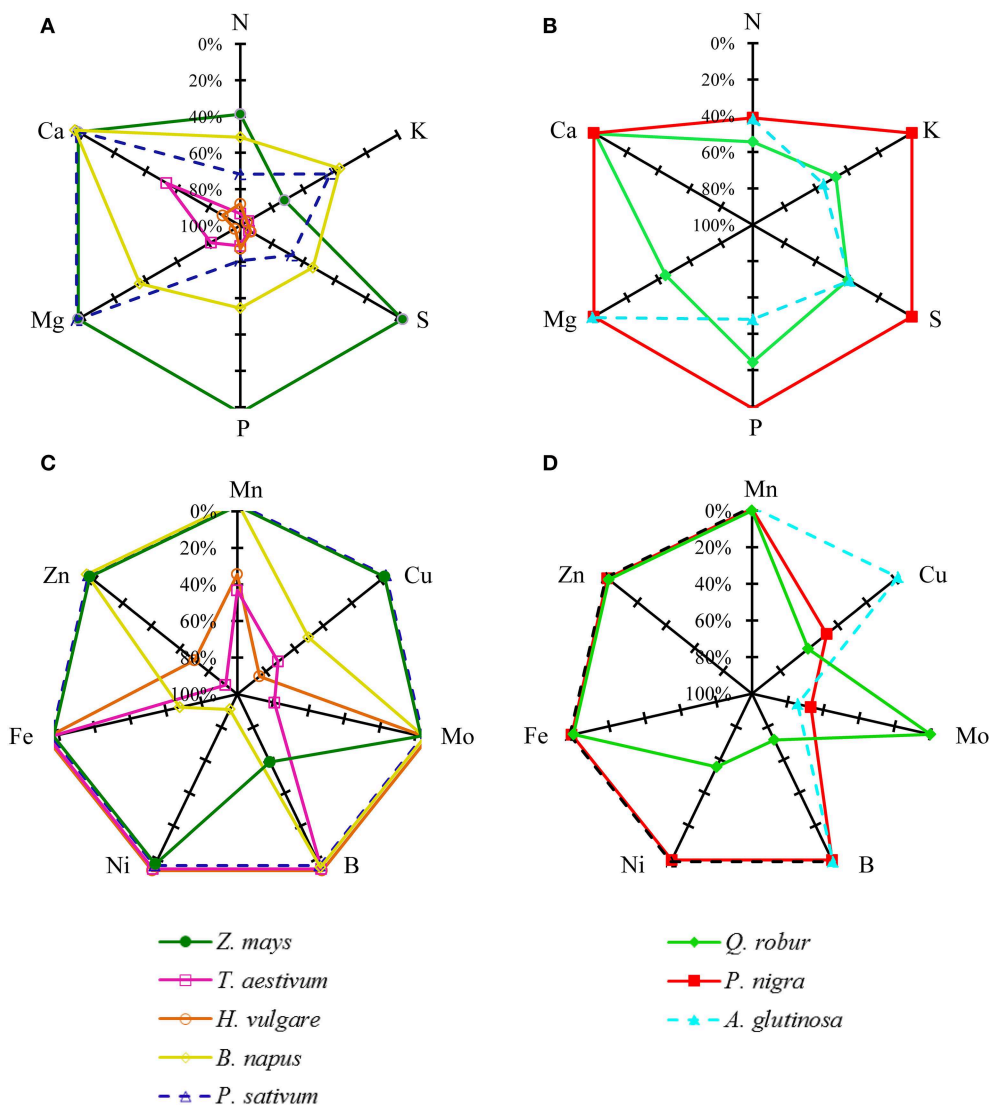 A
N
0%
20%
40%
60%
80%
100%
Ca
K
Mg
S
P
B
N
0%
20%
40%
60%
80%
100%
Ca
K
Mg
S
P
C
Mn
0%
20%
40%
60%
80%
100%
Zn
Cu
Fe
Mo
Ni
B
D
Mn
0%
20%
40%
60%
80%
100%
Zn
Cu
Fe
Mo
Ni
B
Z. mays
T. aestivum
H. vulgare
B. napus
P. sativum
Q. robur
P. nigra
A. glutinosa